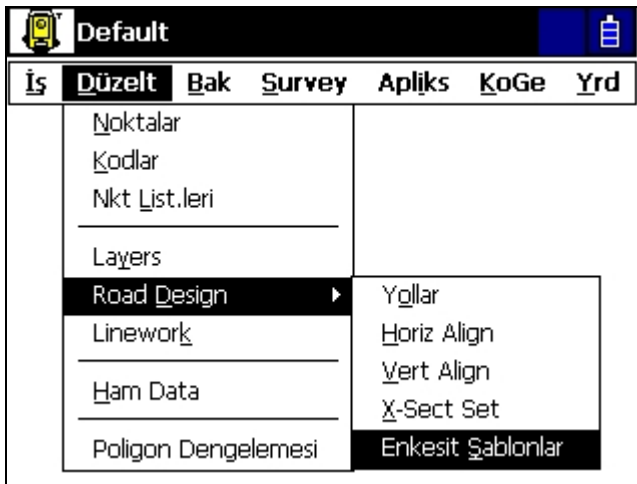 Default
İş Düzelt Bak Survey Apliks KoGe Yrd
Noktalar
Kodlar
Nkt List.leri
Layers
Road Design
Linework
Ham Data
Poligon Dengelemesi
Yollar
Horiz Align
Vert Align
X-Sect Set
Enkesit Şablonlar